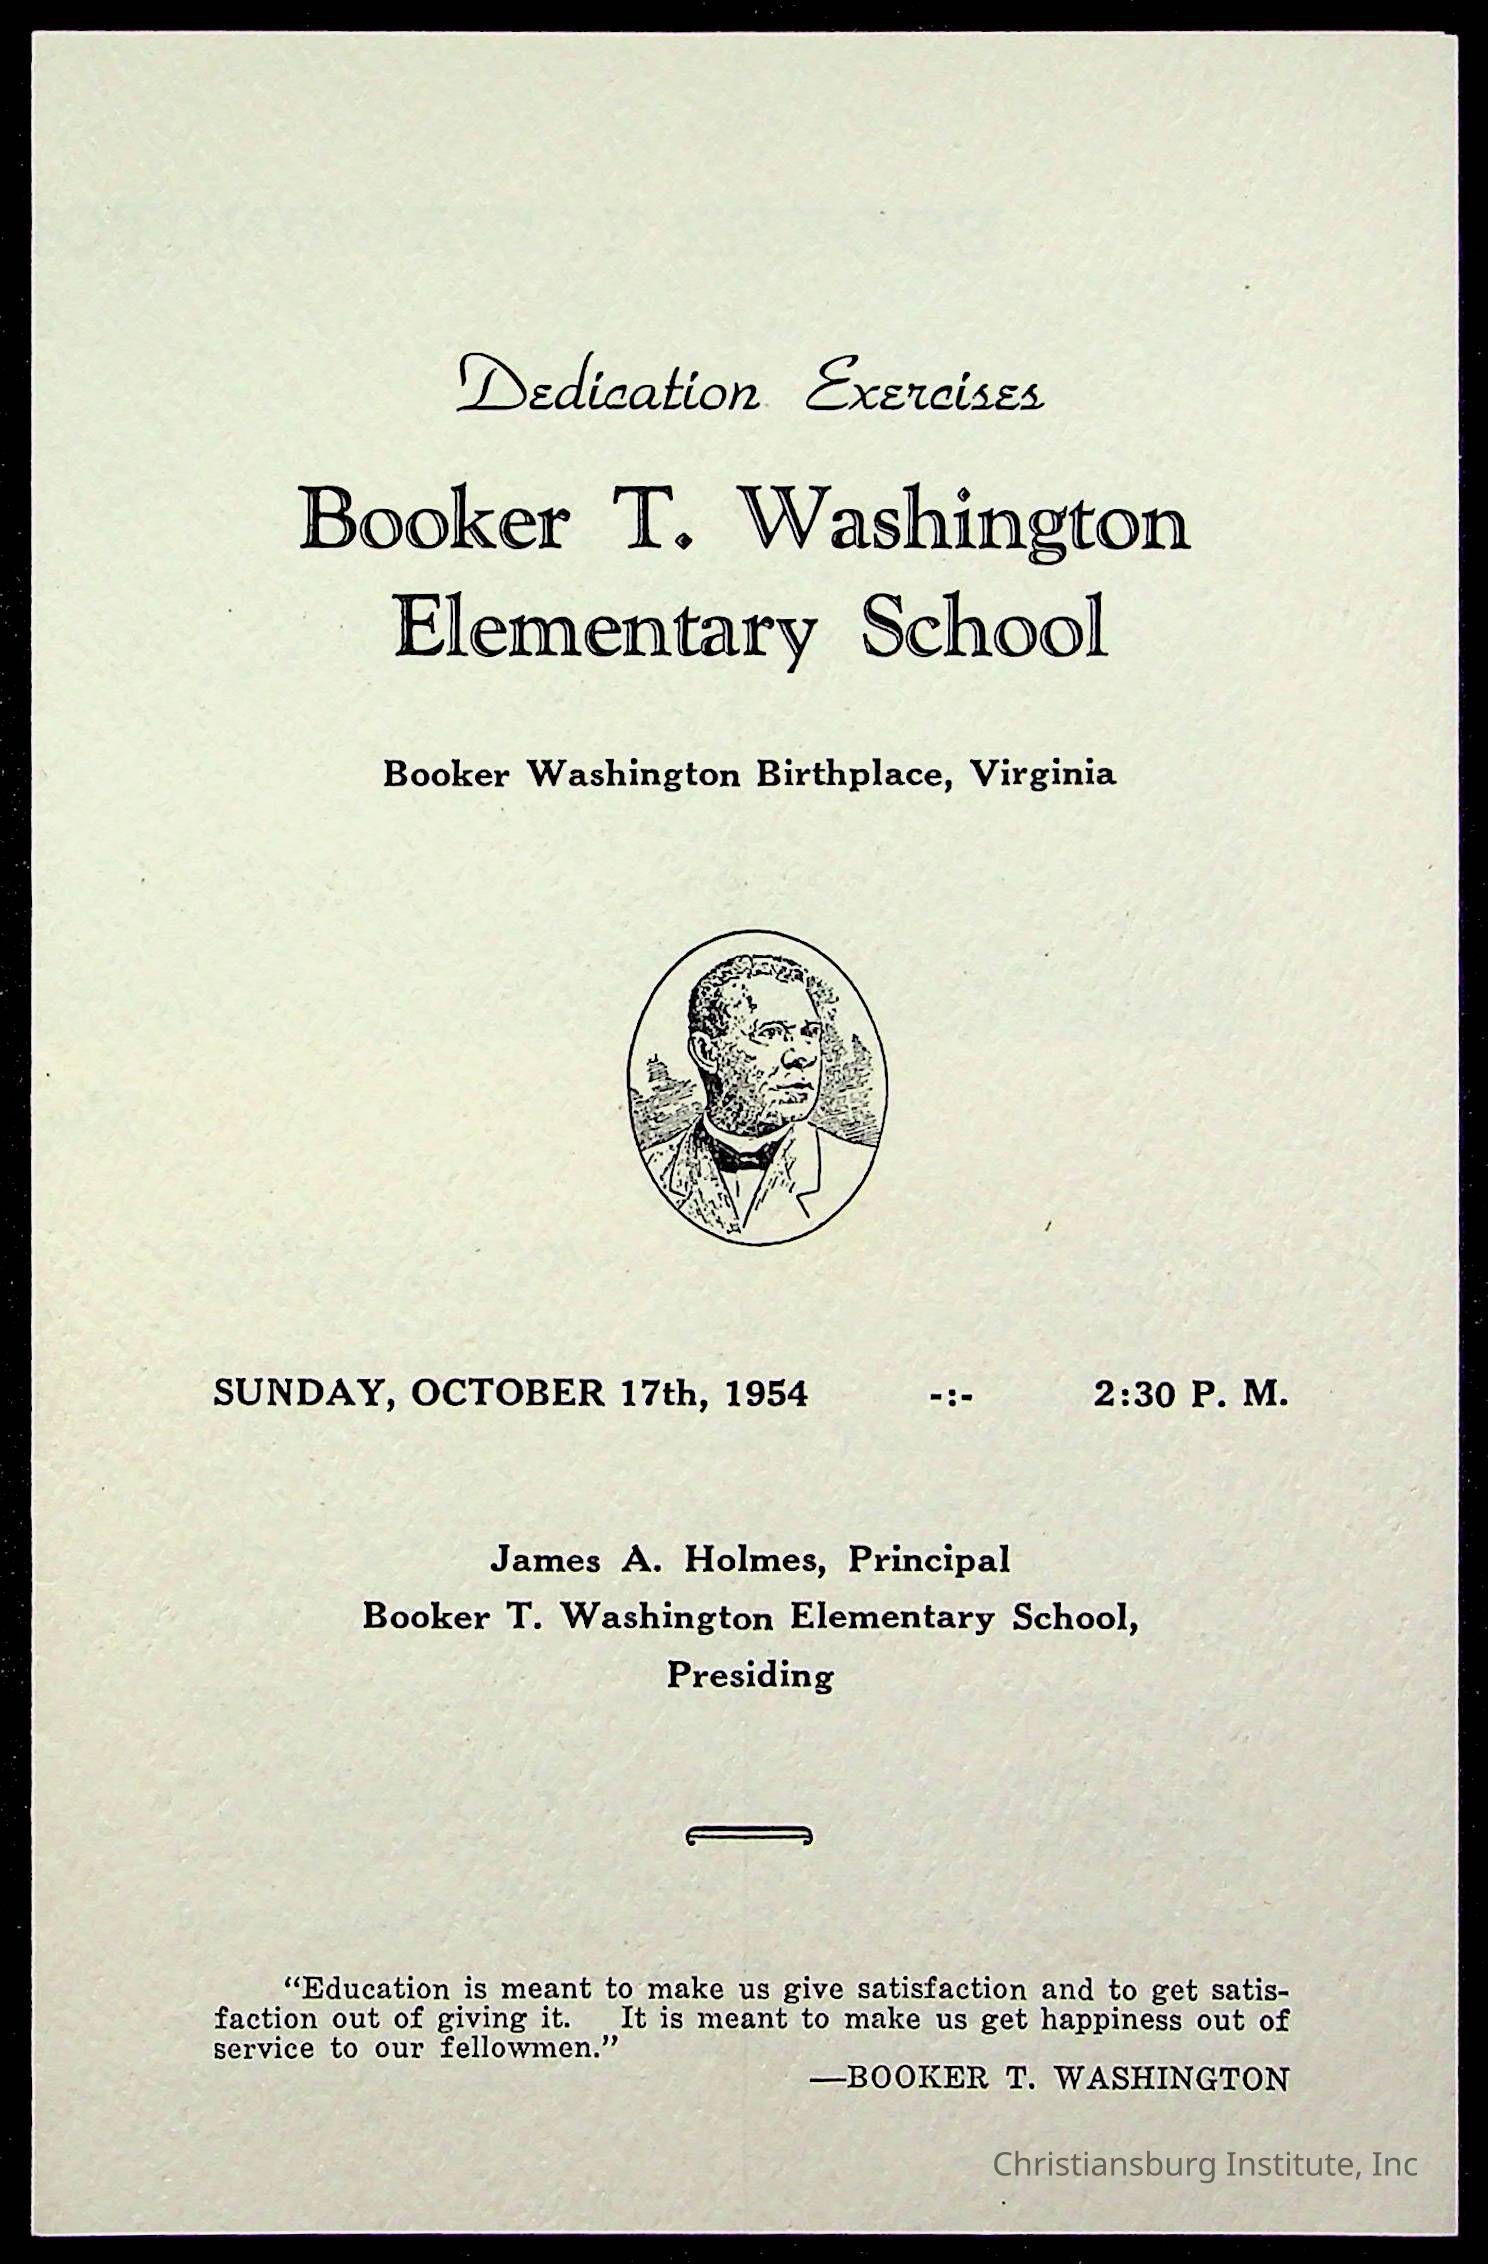 Dedication Exercises
Booker T. Washington
Elementary School
Booker Washington Birthplace, Virginia
SUNDAY, OCTOBER 17th, 1954 -:- 2:30 P. M.
James A. Holmes, Principal
Booker T. Washington Elementary School,
Presiding
“Education is meant to make us give satisfaction and to get satis-
faction out of giving it. It is meant to make us get happiness out of
service to our fellowmen.”
—BOOKER T. WASHINGTON
Christiansburg Institute, Inc